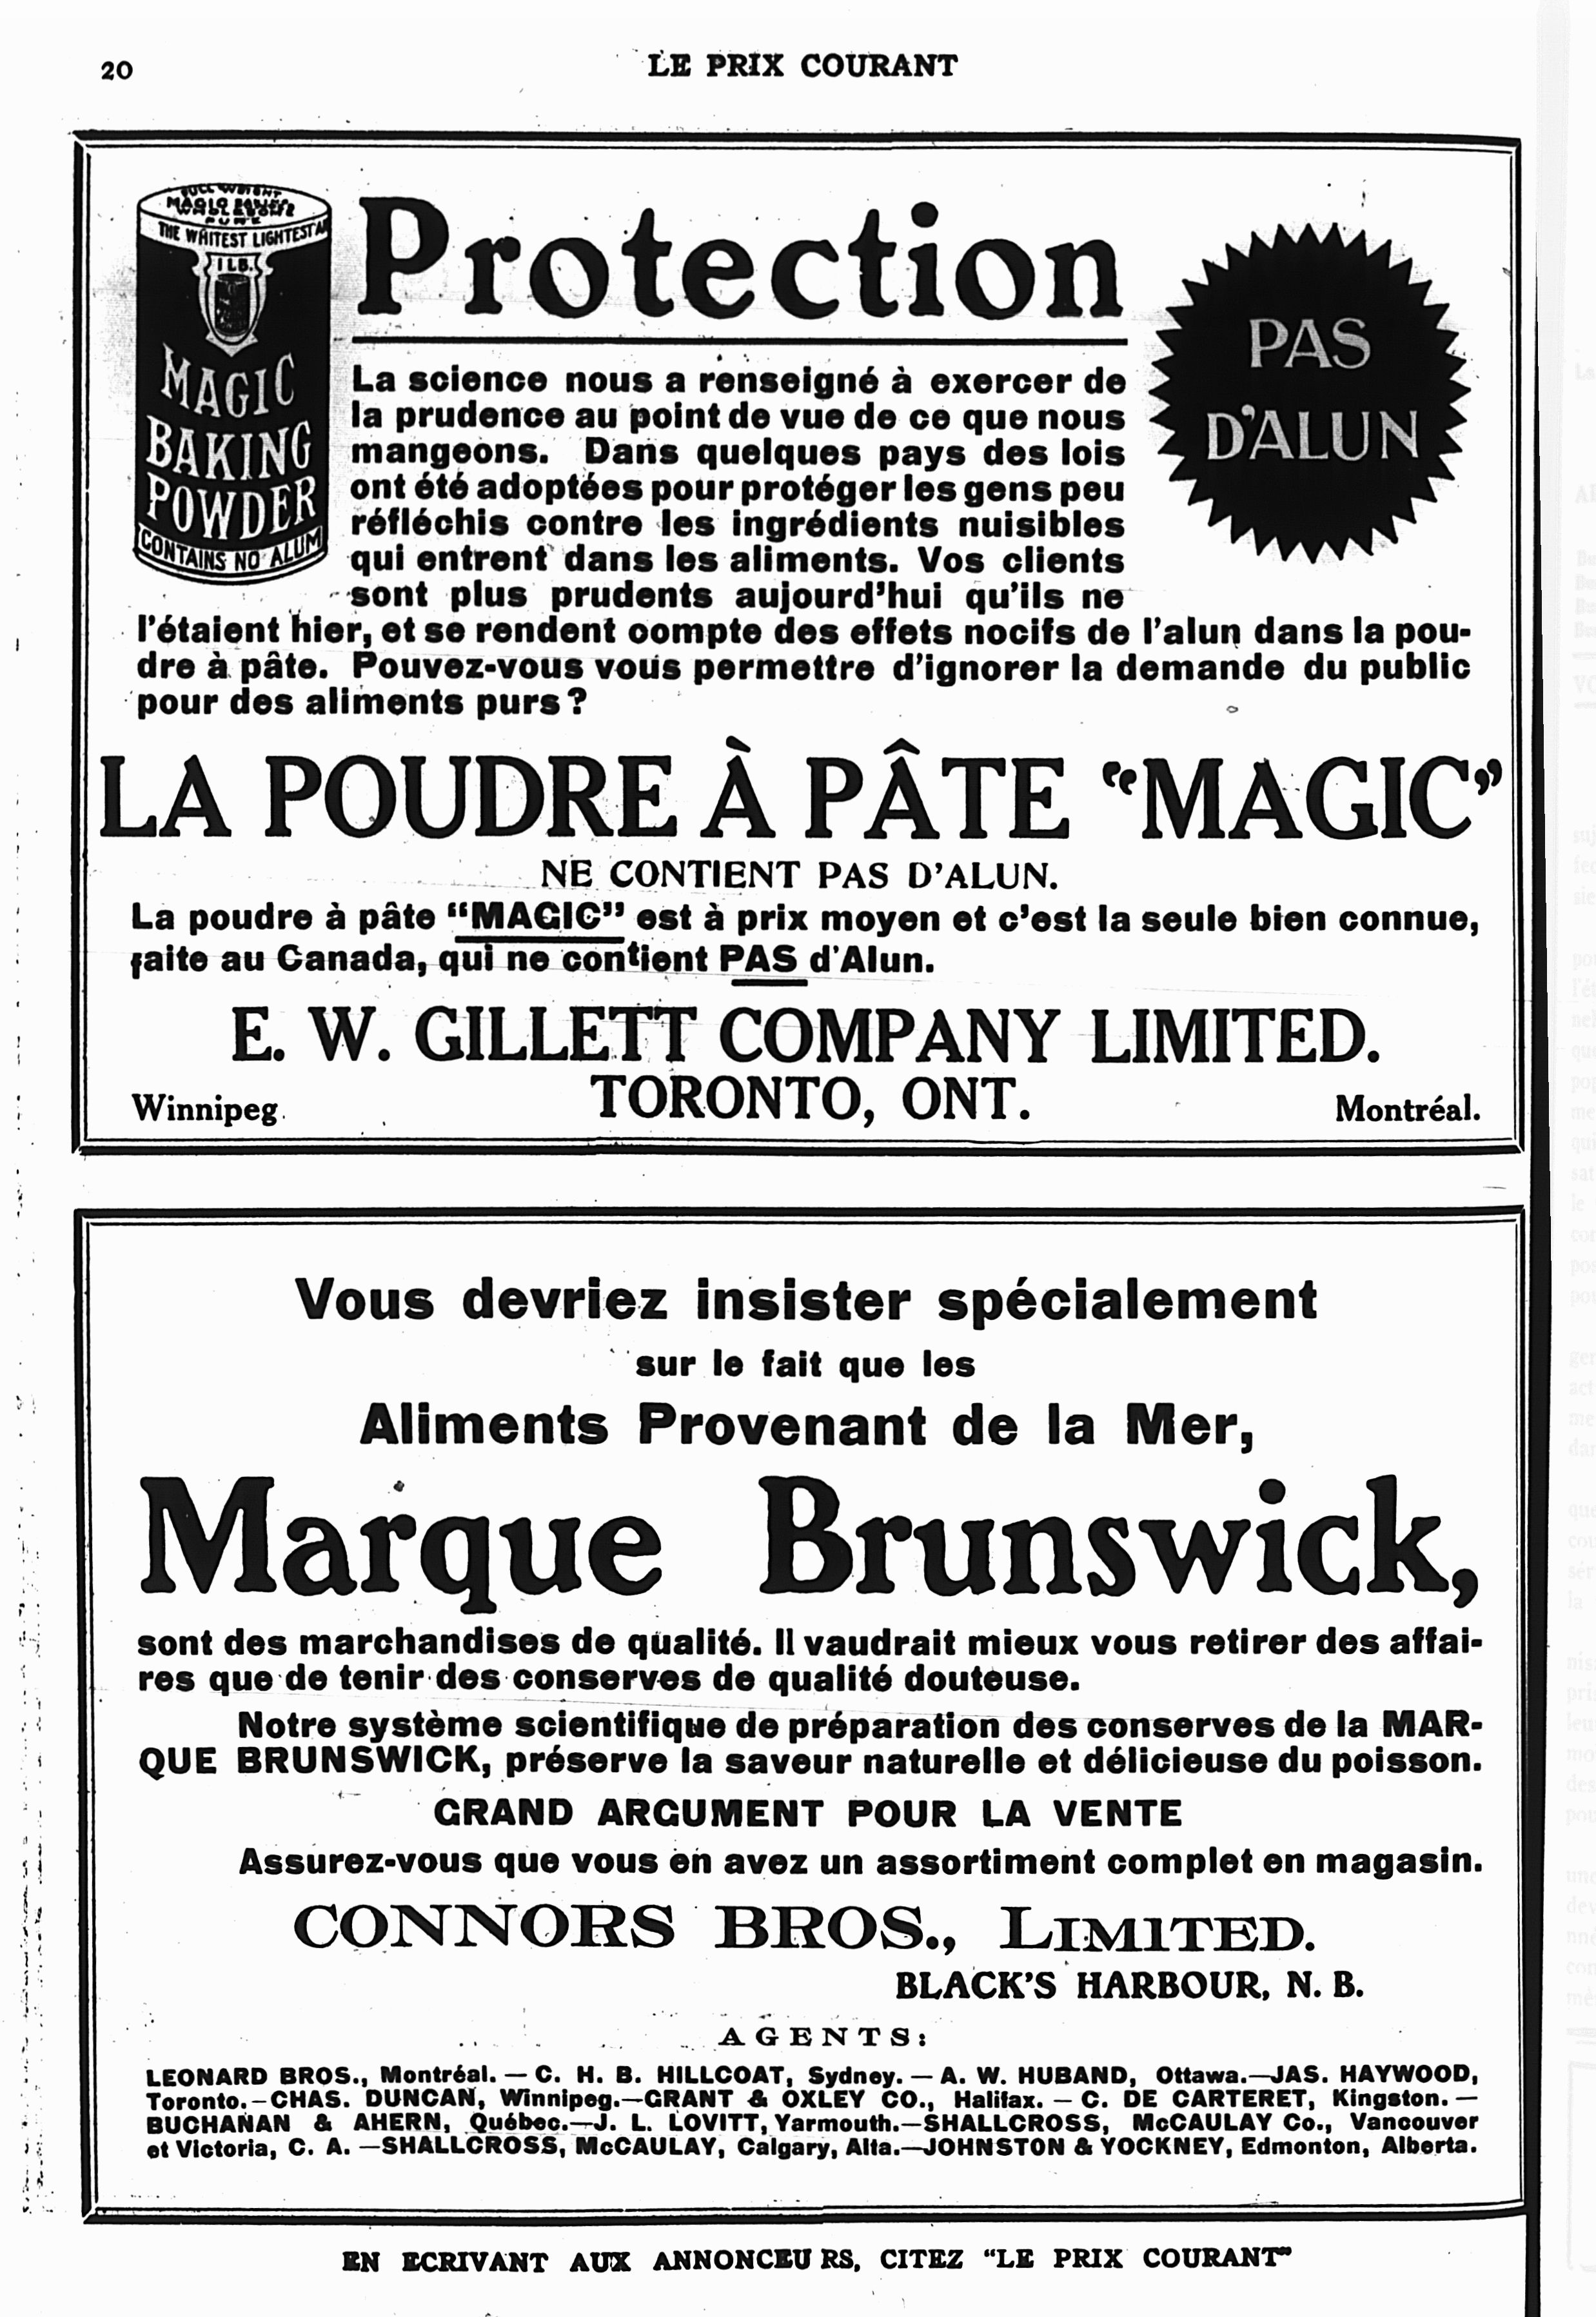 20
LE PRIX COURANT
FULL WEIGHT
PURE
THE WHITEST LIGHTEST
1 LB.
MAGIC
BAKING
POWDER
CONTAINS NO ALUM
Protection
PAS
D'ALUN
La science nous a renseigné à exercer de
la prudence au point de vue de ce que nous
mangeons. Dans quelques pays des lois
ont été adoptées pour protéger les gens peu
réfléchis contre les ingrédients nuisibles
qui entrent dans les aliments. Vos clients
sont plus prudents aujourd'hui qu'ils ne
l'étaient hier, et se rendent compte des effets nocifs de l'alun dans la pou-
dre à pâte. Pouvez-vous vous permettre d'ignorer la demande du public
pour des aliments purs?
LA POUDRE À PÂTE "MAGIC"
NE CONTIENT PAS D'ALUN.
La poudre à pâte "MAGIC" est à prix moyen et c'est la seule bien connue,
faite au Canada, qui ne contient PAS d'Alun.
E. W. GILLETT COMPANY LIMITED.
TORONTO, ONT.
Winnipeg.
Montréal.
Vous devriez insister spécialement
sur le fait que les
Aliments Provenant de la Mer,
Marque Brunswick,
sont des marchandises de qualité. Il vaudrait mieux vous retirer des affai-
res que de tenir des conserves de qualité douteuse.
Notre système scientifique de préparation des conserves de la MAR-
QUE BRUNSWICK, préserve la saveur naturelle et délicieuse du poisson.
GRAND ARGUMENT POUR LA VENTE
Assurez-vous que vous en avez un assortiment complet en magasin.
CONNORS BROS., LIMITED.
BLACK'S HARBOUR, N. B.
AGENTS:
LEONARD BROS., Montréal. — C. H. B. HILLCOAT, Sydney. — A. W. HUBAND, Ottawa.—JAS. HAYWOOD,
Toronto.—CHAS. DUNCAN, Winnipeg.—GRANT & OXLEY CO., Halifax. — C. DE CARTERET, Kingston. —
BUCHANAN & AHERN, Québec.—J. L. LOVITT, Yarmouth.—SHALLCROSS, McCAULAY Co., Vancouver
et Victoria, C. A. —SHALLCROSS, McCAULAY, Calgary, Alta.—JOHNSTON & YOCKNEY, Edmonton, Alberta.
EN ECRIVANT AUX ANNONCEURS, CITEZ "LE PRIX COURANT"